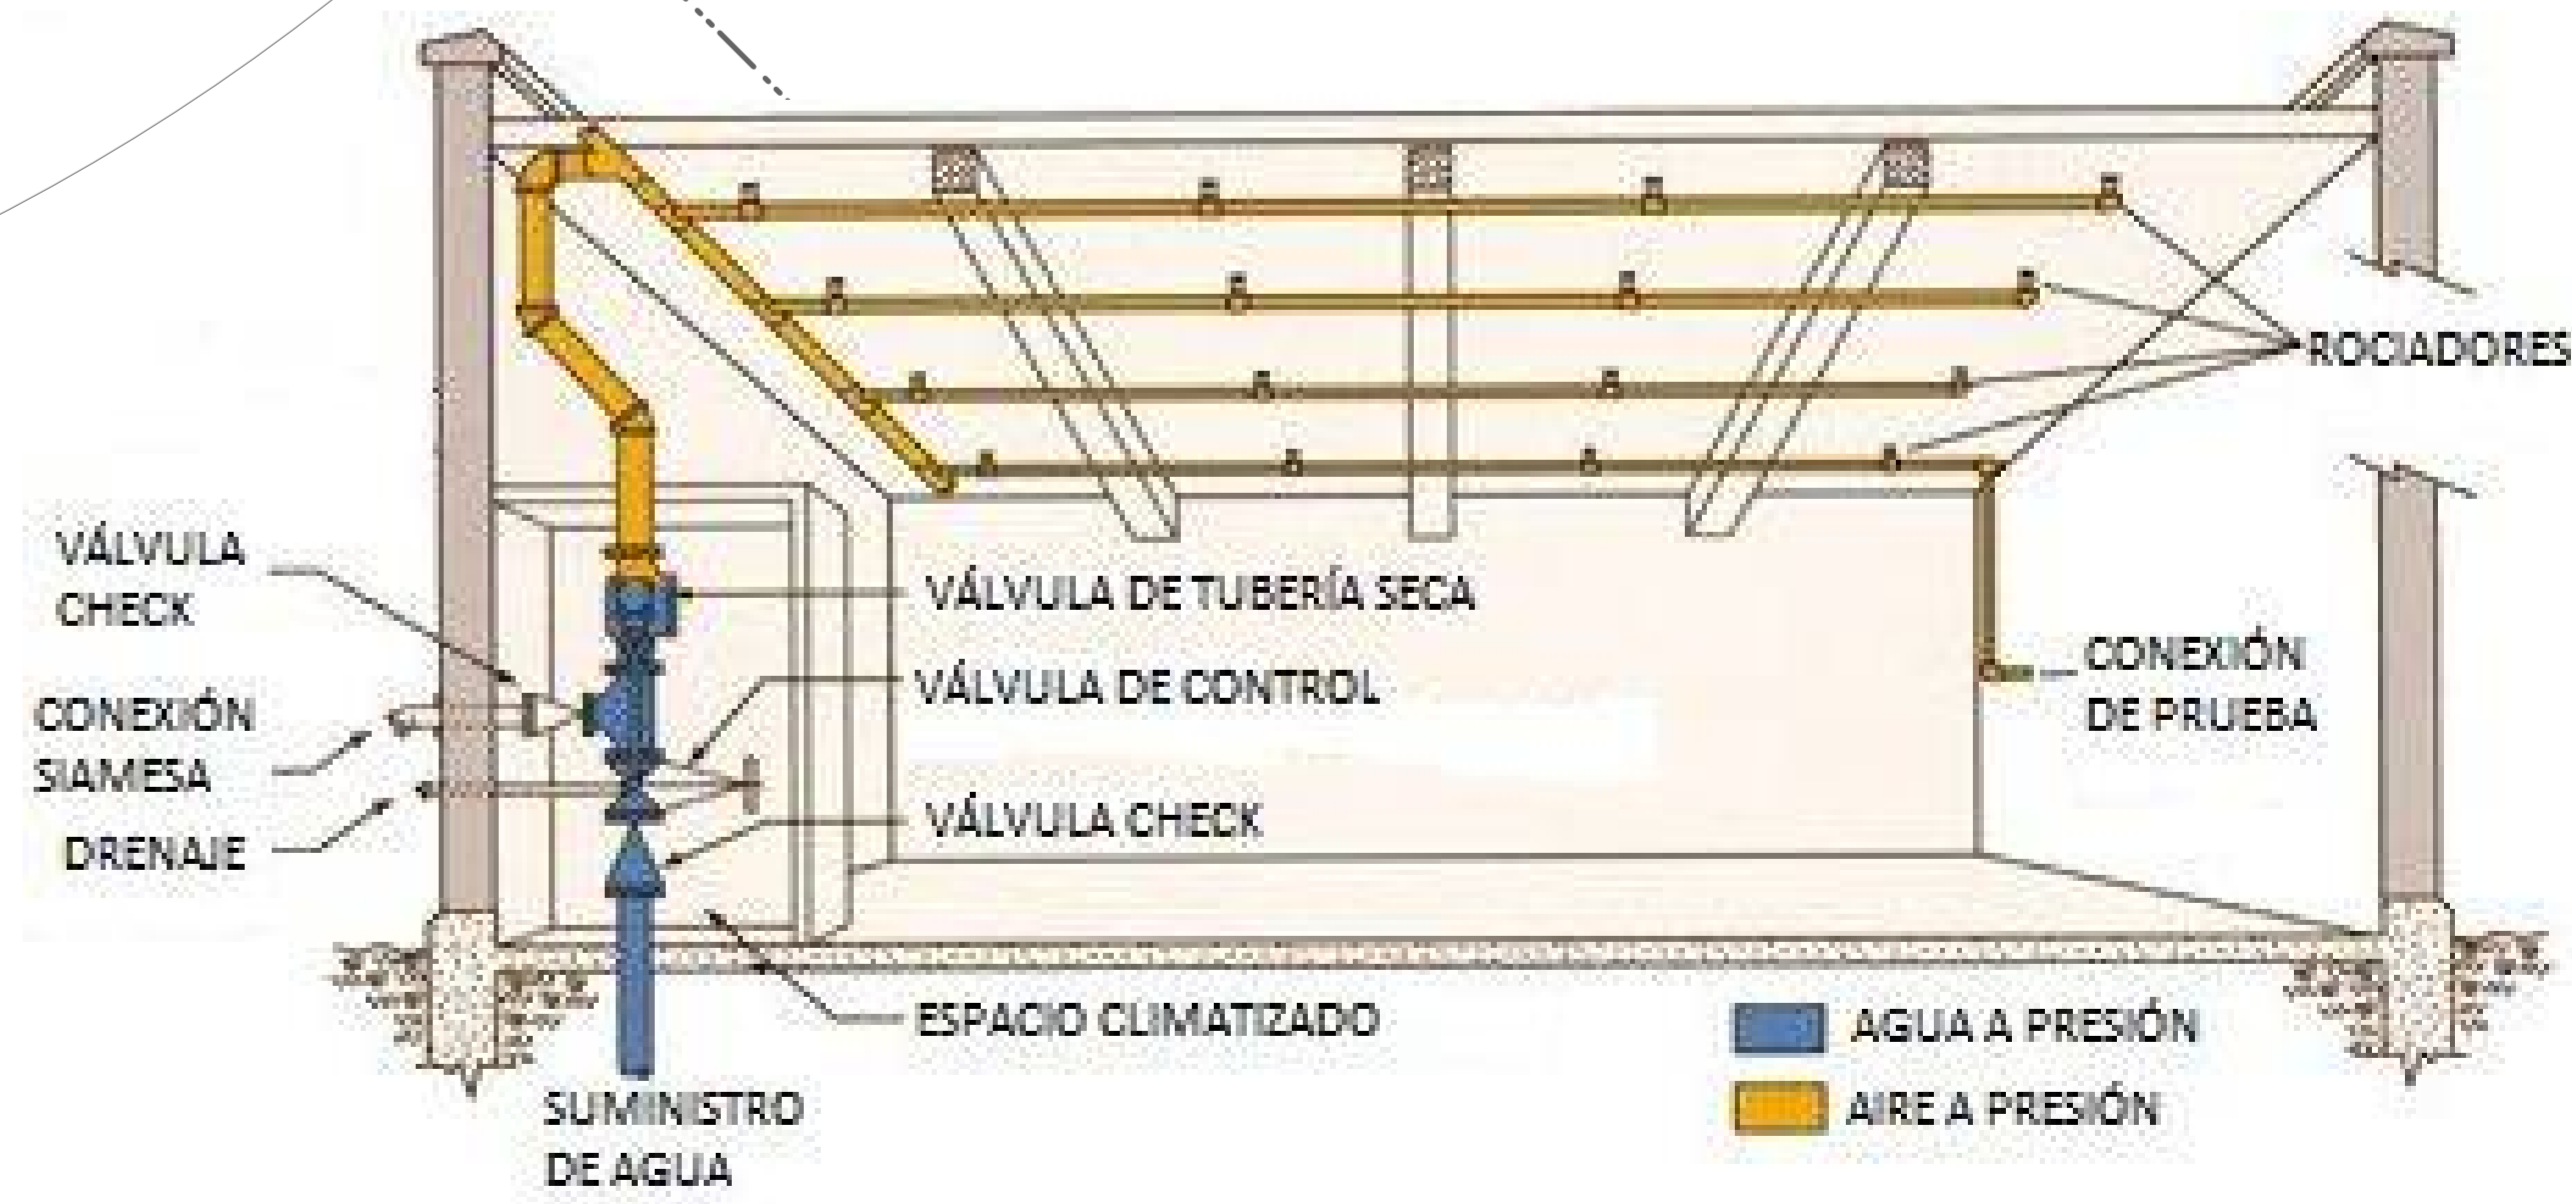 ROCIADORES
VÁLVULA
CHECK
VÁLVULA DE TUBERÍA SECA
CONEXIÓN
DE PRUEBA
VÁLVULA DE CONTROL
CONEXIÓN
SIAMESA
VÁLVULA CHECK
DRENAJE
ESPACIO CLIMATIZADO
AGUA A PRESIÓN
AIRE A PRESIÓN
SUMINISTRO
DE AGUA